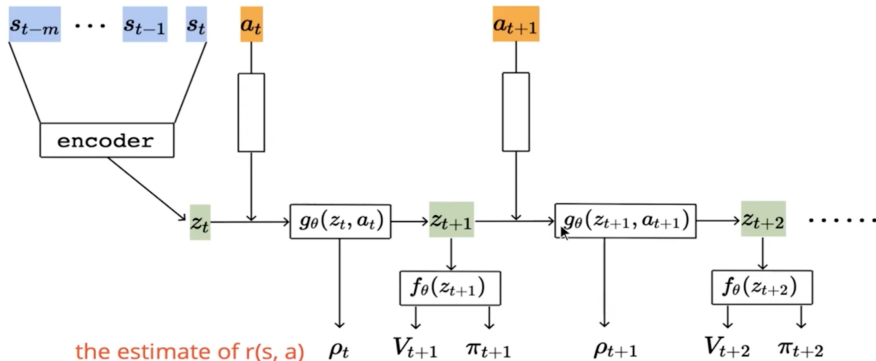 s_{t-m} ... s_{t-1} s_t a_t a_{t+1}
encoder
z_t g_θ(z_t, a_t) z_{t+1} g_θ(z_{t+1}, a_{t+1}) z_{t+2} ......
f_θ(z_{t+1}) f_θ(z_{t+2})
the estimate of r(s, a) ρ_t V_{t+1} π_{t+1} ρ_{t+1} V_{t+2} π_{t+2}